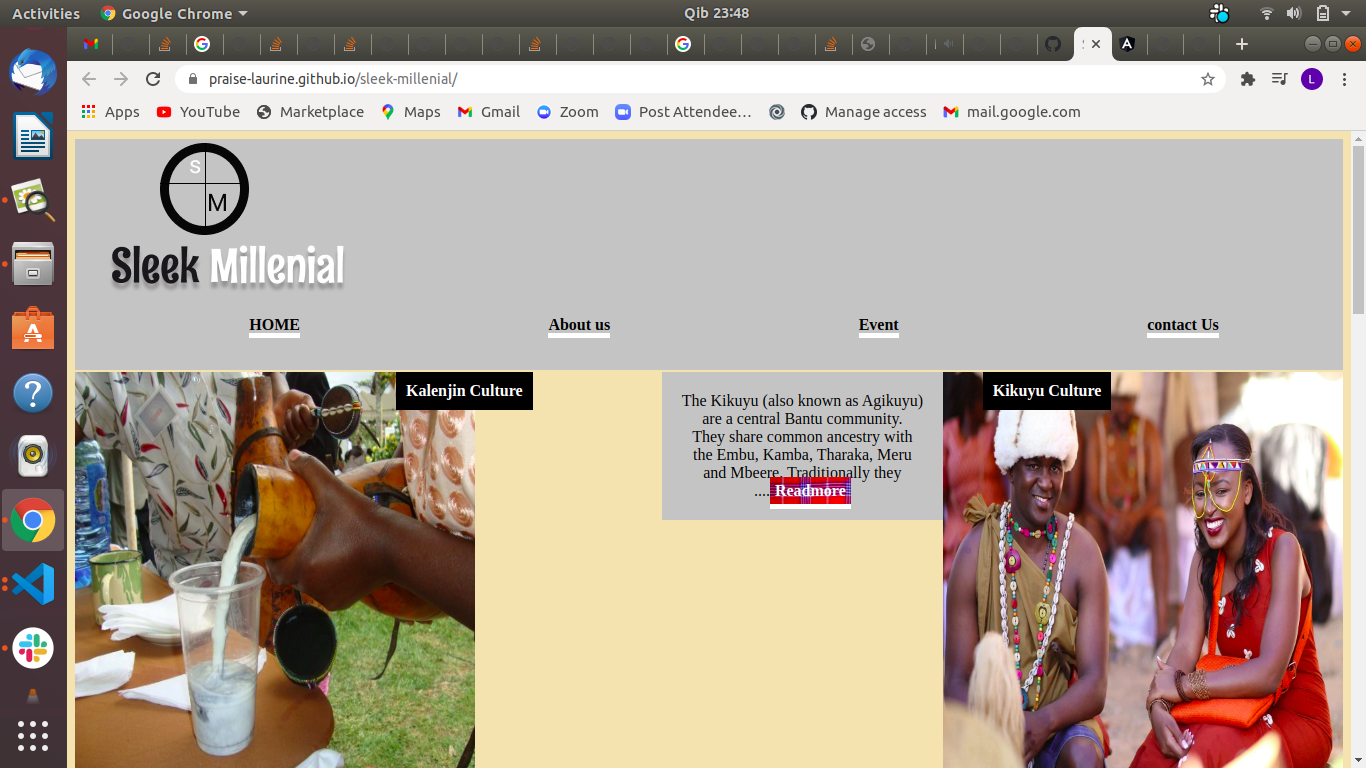 Activities
Google Chrome
Qib 23:48
praise-laurine.github.io/sleek-millenial/
L
Apps
YouTube
Marketplace
Maps
Gmail
Zoom
Post Attendee…
Manage access
mail.google.com
S
M
Sleek Millenial
HOME
About us
Event
contact Us
Kalenjin Culture
The Kikuyu (also known as Agikuyu)
are a central Bantu community.
They share common ancestry with
the Embu, Kamba, Tharaka, Meru
and Mbeere. Traditionally they
....Readmore
Kikuyu Culture